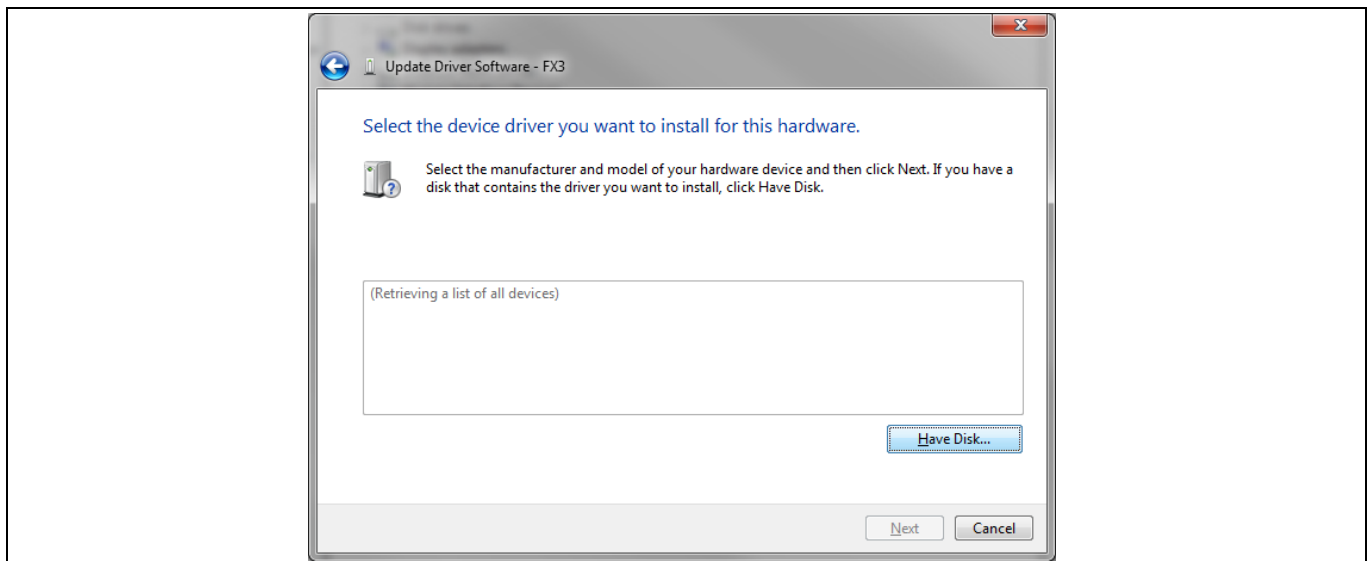 Update Driver Software - FX3
Select the device driver you want to install for this hardware.
Select the manufacturer and model of your hardware device and then click Next. If you have a
disk that contains the driver you want to install, click Have Disk.
(Retrieving a list of all devices)
Have Disk...
Next
Cancel